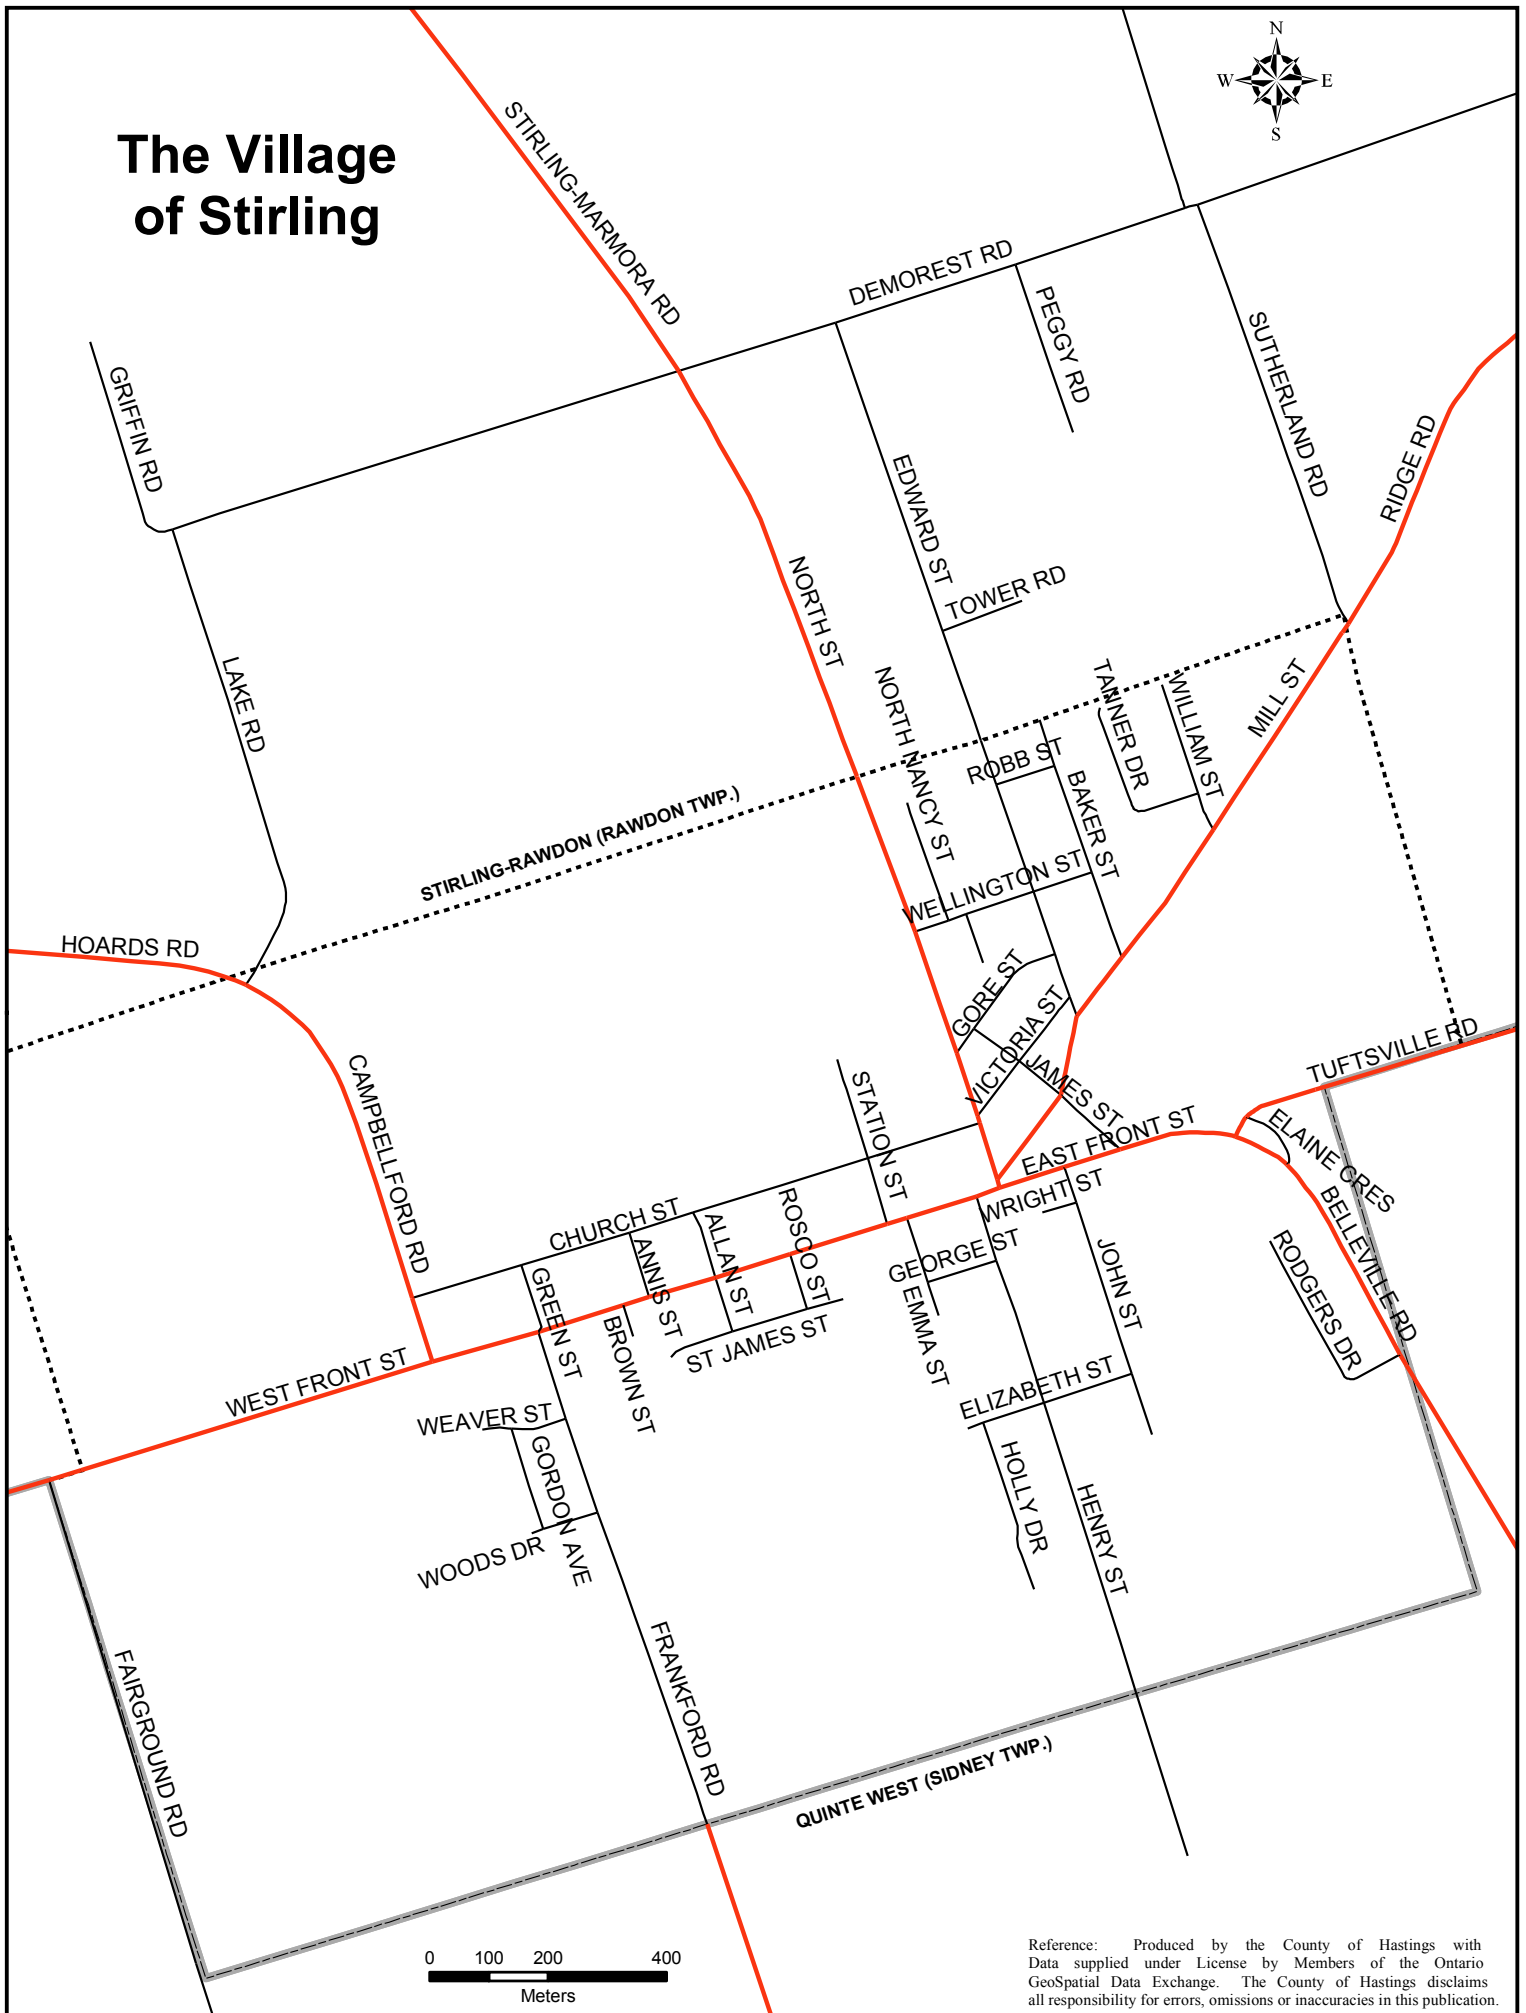 The Village
of Stirling
N
W
E
S
STIRLING-MARMORA RD
DEMOREST RD
PEGGY RD
SUTHERLAND RD
RIDGE RD
GRIFFIN RD
EDWARD ST
TOWER RD
NORTH ST
LAKE RD
NORTH NANCY ST
TANNER DR
WILLIAM ST
MILL ST
ROBB ST
BAKER ST
STIRLING-RAWDON (RAWDON TWP.)
WELLINGTON ST
HOARDS RD
GORE ST
VICTORIA ST
JAMES ST
TUFTSVILLE RD
CAMPBELLFORD RD
STATION ST
EAST FRONT ST
ELAINE CRES
WRIGHT ST
CHURCH ST
ROSCO ST
ALLAN ST
ANNIS ST
GEORGE ST
JOHN ST
BELLEVILLE RD
RODGERS DR
GREEN ST
BROWN ST
ST JAMES ST
EMMA ST
WEST FRONT ST
ELIZABETH ST
WEAVER ST
GORDON AVE
HOLLY DR
HENRY ST
WOODS DR
FRANKFORD RD
FAIRGROUND RD
QUINTE WEST (SIDNEY TWP.)
0 100 200 400
Meters
Reference: Produced by the County of Hastings with
Data supplied under License by Members of the Ontario
GeoSpatial Data Exchange. The County of Hastings disclaims
all responsibility for errors, omissions or inaccuracies in this publication.